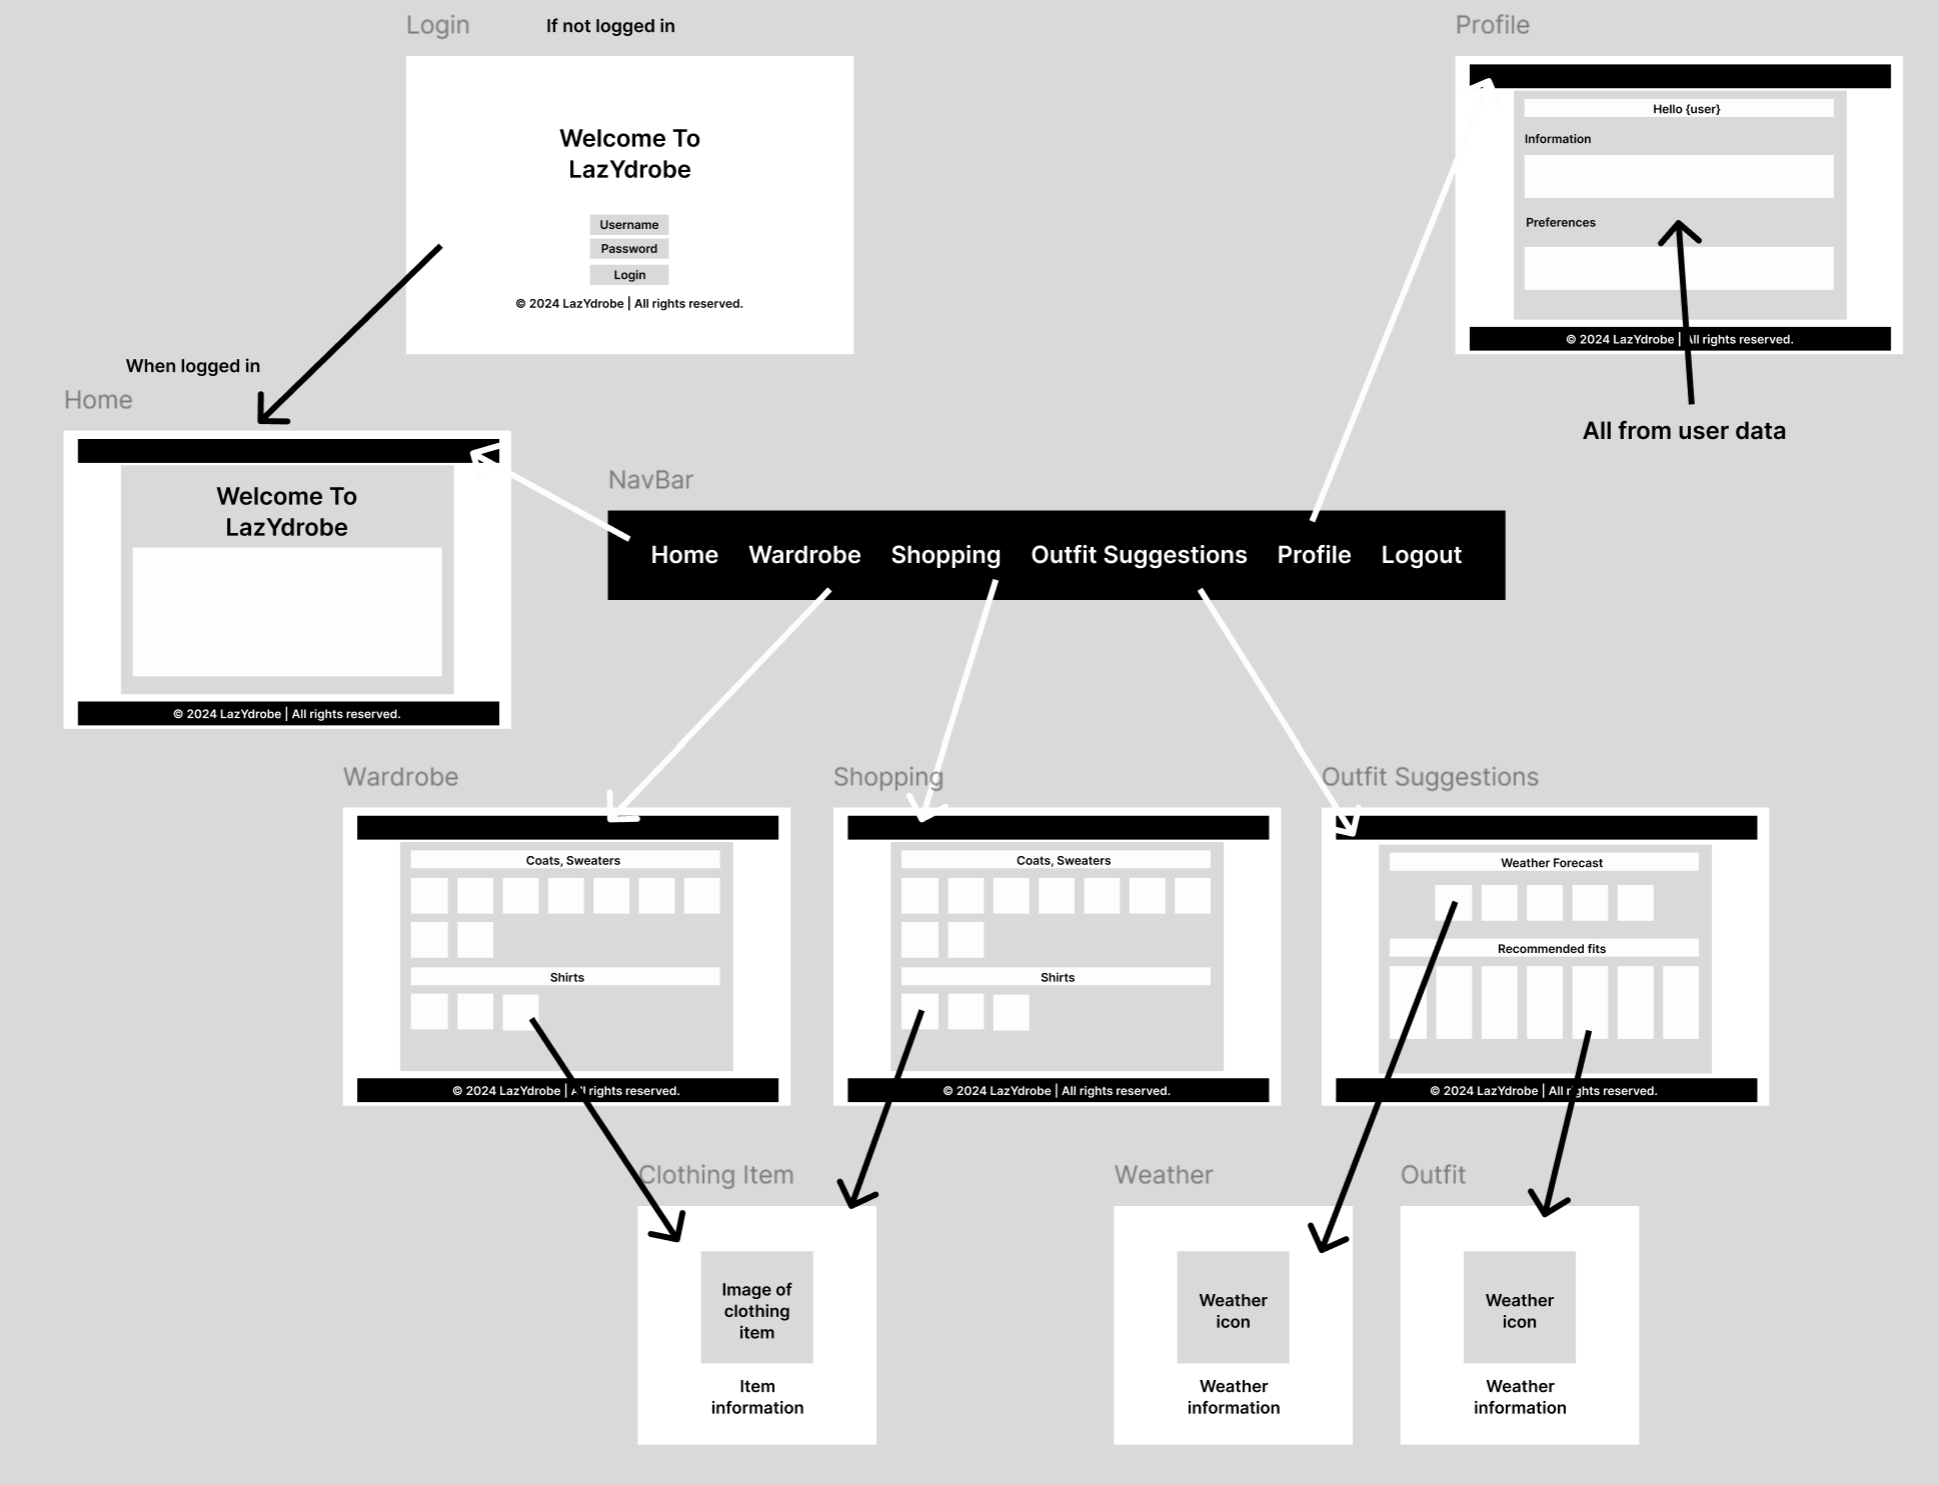 Login
If not logged in
Profile
Welcome To
LazYdrobe
Username
Password
Login
© 2024 LazYdrobe | All rights reserved.
Hello {user}
Information
Preferences
© 2024 LazYdrobe | All rights reserved.
All from user data
When logged in
Home
Welcome To
LazYdrobe
© 2024 LazYdrobe | All rights reserved.
NavBar
Home Wardrobe Shopping Outfit Suggestions Profile Logout
Wardrobe
Coats, Sweaters
Shirts
© 2024 LazYdrobe | All rights reserved.
Shopping
Coats, Sweaters
Shirts
© 2024 LazYdrobe | All rights reserved.
Outfit Suggestions
Weather Forecast
Recommended fits
© 2024 LazYdrobe | All rights reserved.
Clothing Item
Image of
clothing
item
Item
information
Weather
Weather
icon
Weather
information
Outfit
Weather
icon
Weather
information